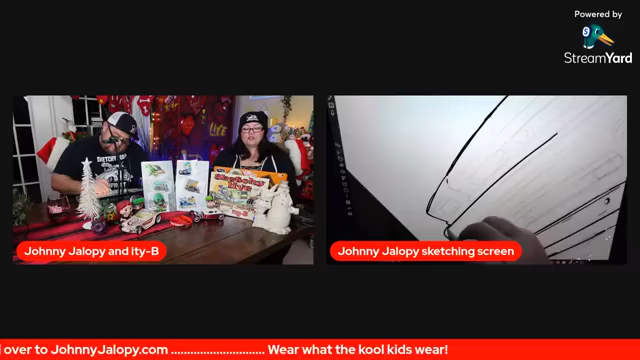 Powered by
StreamYard
Johnny Jalopy and Ity-B
Johnny Jalopy sketching screen
over to JohnnyJalopy.com ............................. Wear what the kool kids wear!